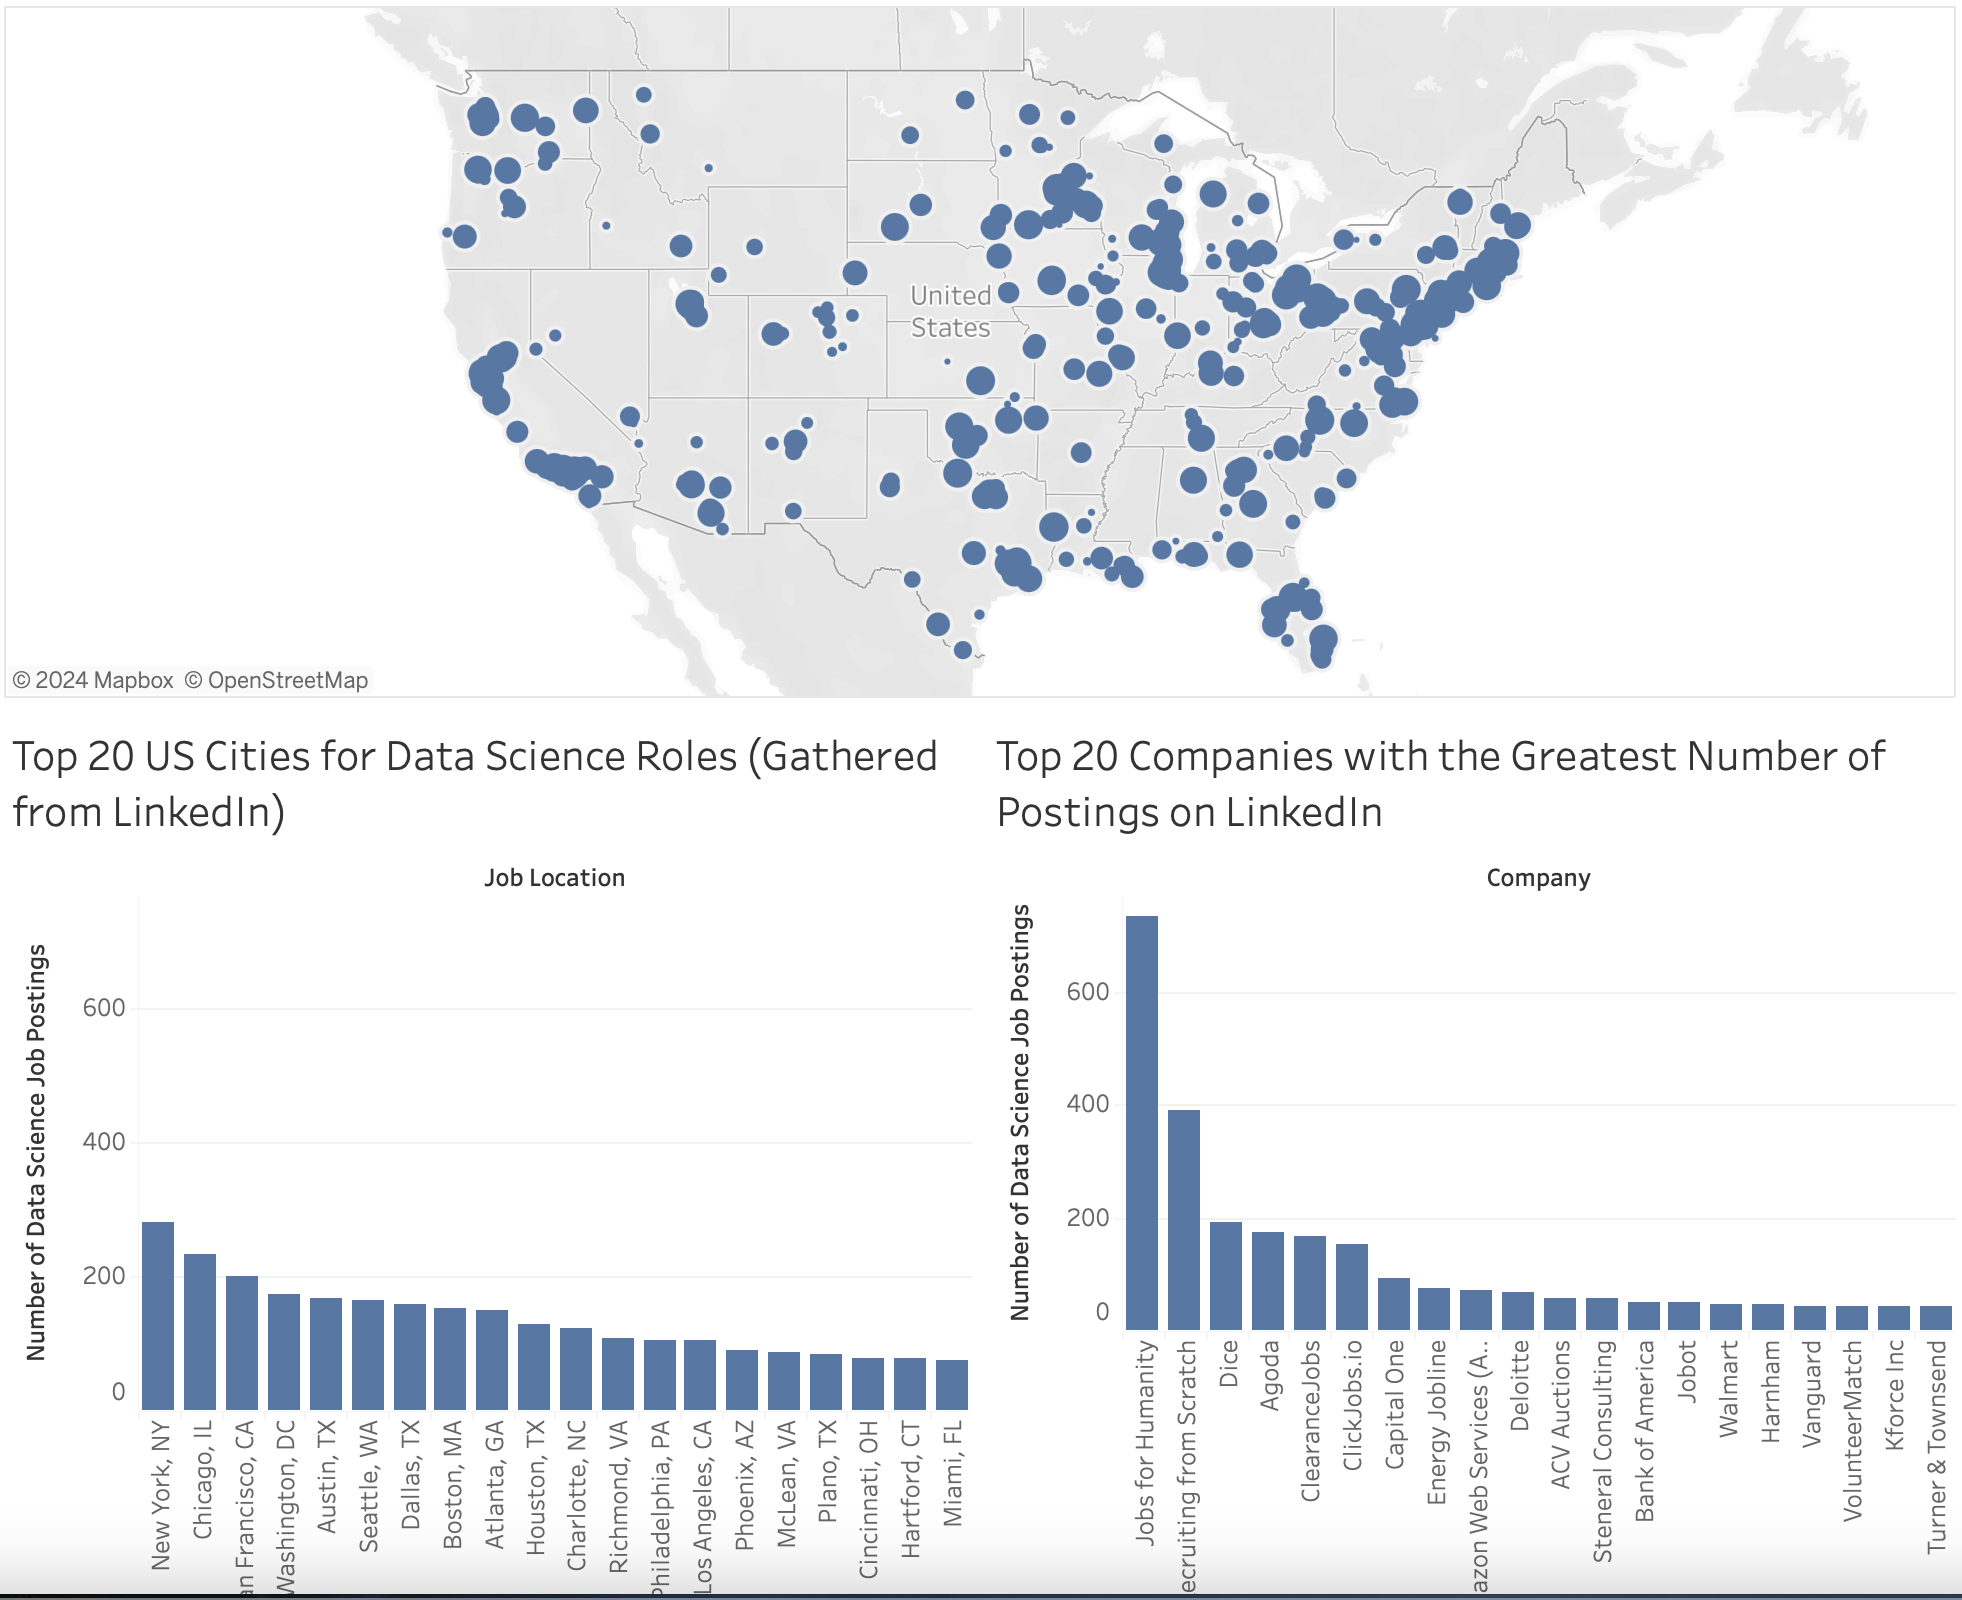 United
States
© 2024 Mapbox © OpenStreetMap
Top 20 US Cities for Data Science Roles (Gathered
from LinkedIn)
Job Location
Number of Data Science Job Postings
600
400
200
0
New York, NY
Chicago, IL
an Francisco, CA
Washington, DC
Austin, TX
Seattle, WA
Dallas, TX
Boston, MA
Atlanta, GA
Houston, TX
Charlotte, NC
Richmond, VA
Philadelphia, PA
Los Angeles, CA
Phoenix, AZ
McLean, VA
Plano, TX
Cincinnati, OH
Hartford, CT
Miami, FL
Top 20 Companies with the Greatest Number of
Postings on LinkedIn
Company
Number of Data Science Job Postings
600
400
200
0
Jobs for Humanity
ecruiting from Scratch
Dice
Agoda
ClearanceJobs
ClickJobs.io
Capital One
Energy Jobline
azon Web Services (A..
Deloitte
ACV Auctions
Steneral Consulting
Bank of America
Jobot
Walmart
Harnham
Vanguard
VolunteerMatch
Kforce Inc
Turner & Townsend